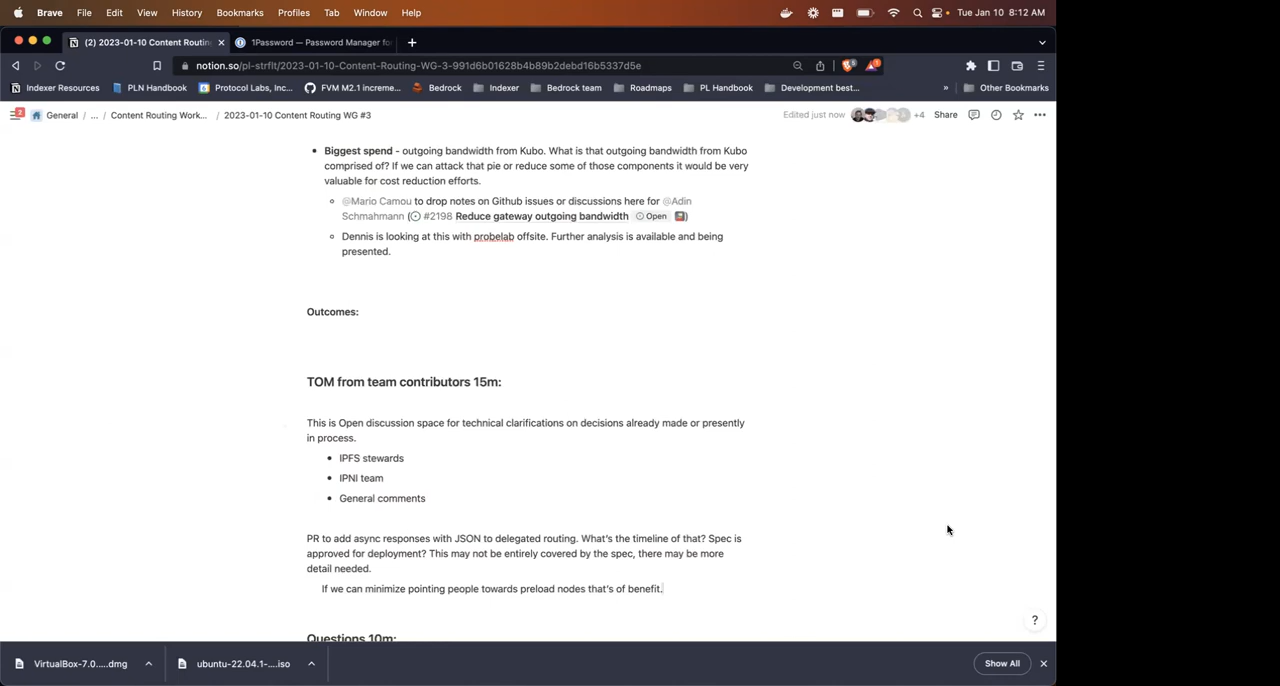 Brave File Edit View History Bookmarks Profiles Tab Window Help Tue Jan 10 8:12 AM
(2) 2023-01-10 Content Routin 1Password — Password Manager for
notion.so/pl-strflt/2023-01-10-Content-Routing-WG-3-991d6b01628b4b89b2debd16b5337d5e 5 1
Indexer Resources PLN Handbook Protocol Labs, Inc... FVM M2.1 increme... Bedrock Indexer Bedrock team Roadmaps PL Handbook Development best... » Other Bookmarks
2 General / ... / Content Routing Work... / 2023-01-10 Content Routing WG #3 Edited just now +4 Share
Biggest spend - outgoing bandwidth from Kubo. What is that outgoing bandwidth from Kubo
comprised of? If we can attack that pie or reduce some of those components it would be very
valuable for cost reduction efforts.
@Mario Camou to drop notes on Github issues or discussions here for @Adin
Schmahmann ( #2198 Reduce gateway outgoing bandwidth Open )
Dennis is looking at this with probelab offsite. Further analysis is available and being
presented.
Outcomes:
TOM from team contributors 15m:
This is Open discussion space for technical clarifications on decisions already made or presently
in process.
IPFS stewards
IPNI team
General comments
PR to add async responses with JSON to delegated routing. What's the timeline of that? Spec is
approved for deployment? This may not be entirely covered by the spec, there may be more
detail needed.
If we can minimize pointing people towards preload nodes that's of benefit.
?
Questions 10m:
VirtualBox-7.0.....dmg ubuntu-22.04.1-....iso Show All